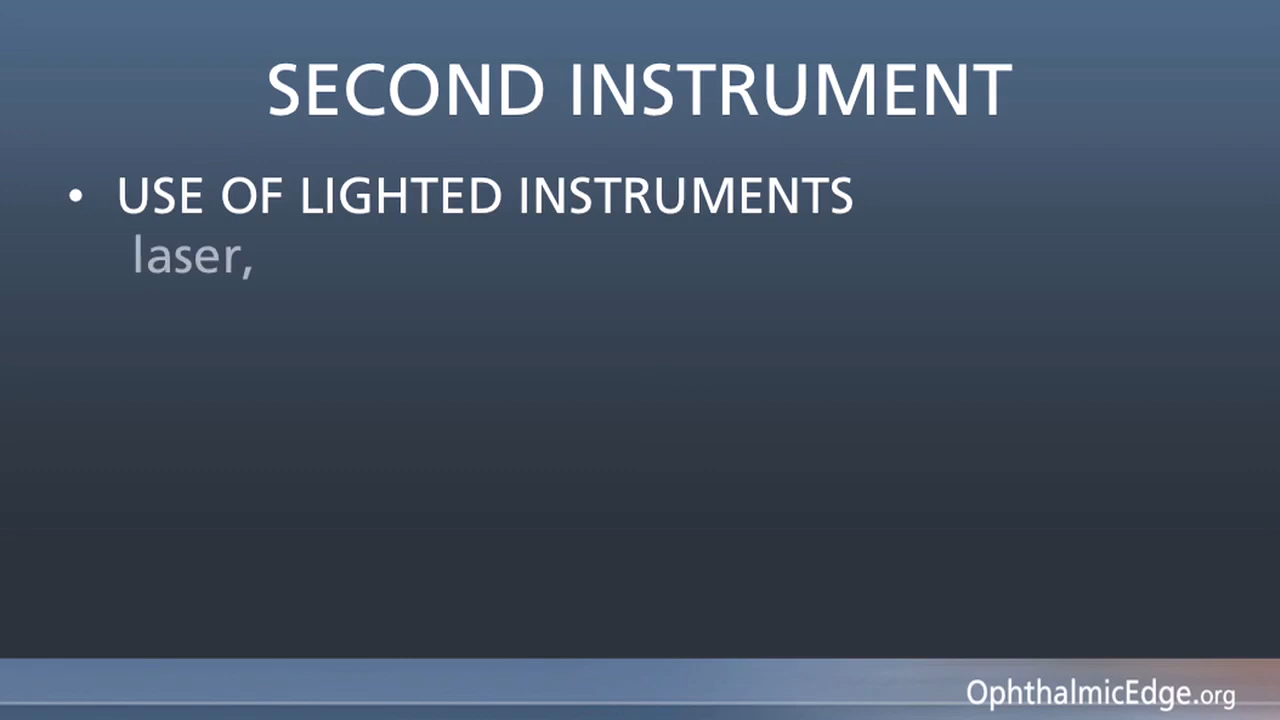 SECOND INSTRUMENT
• USE OF LIGHTED INSTRUMENTS
laser,
OphthalmicEdge.org